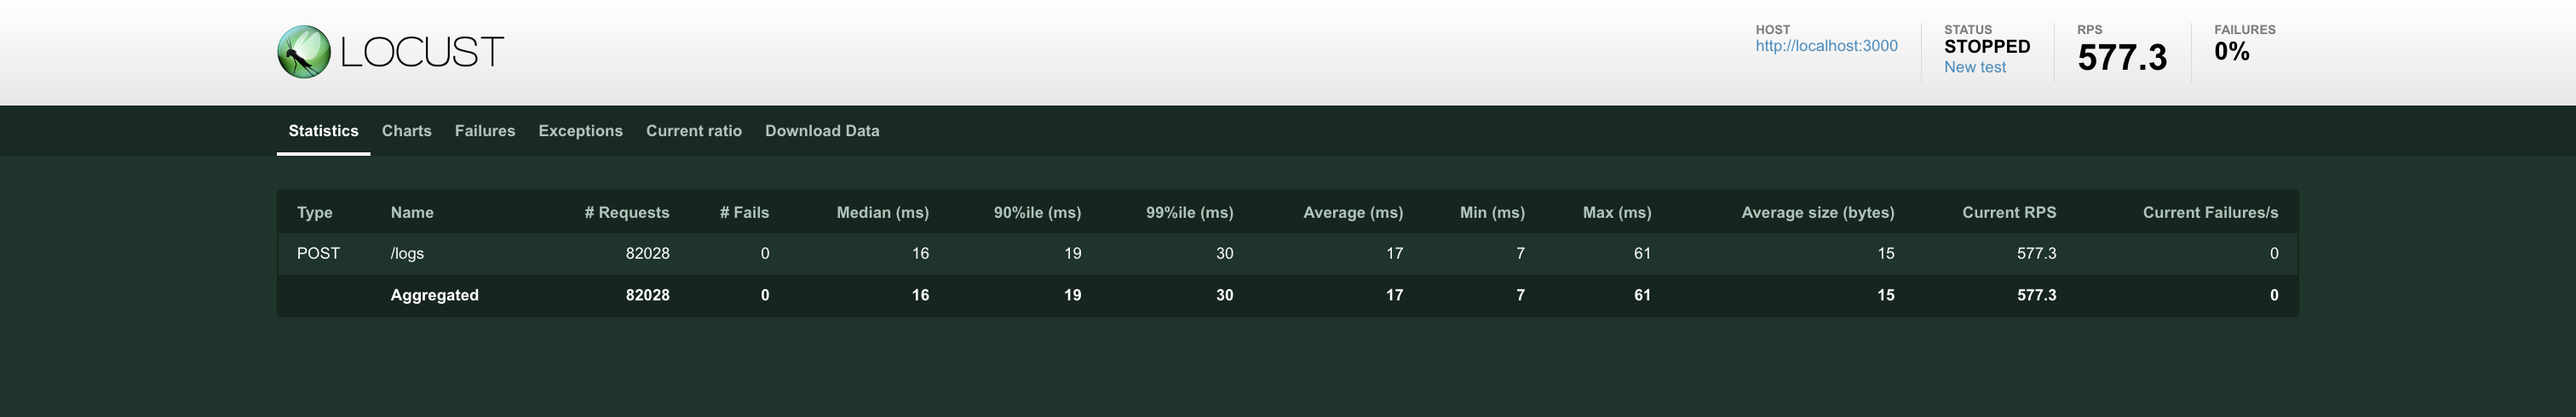 LOCUST
HOST
http://localhost:3000
STATUS
STOPPED
New test
RPS
577.3
FAILURES
0%
Statistics Charts Failures Exceptions Current ratio Download Data
Type Name # Requests # Fails Median (ms) 90%ile (ms) 99%ile (ms) Average (ms) Min (ms) Max (ms) Average size (bytes) Current RPS Current Failures/s
POST /logs 82028 0 16 19 30 17 7 61 15 577.3 0
Aggregated 82028 0 16 19 30 17 7 61 15 577.3 0